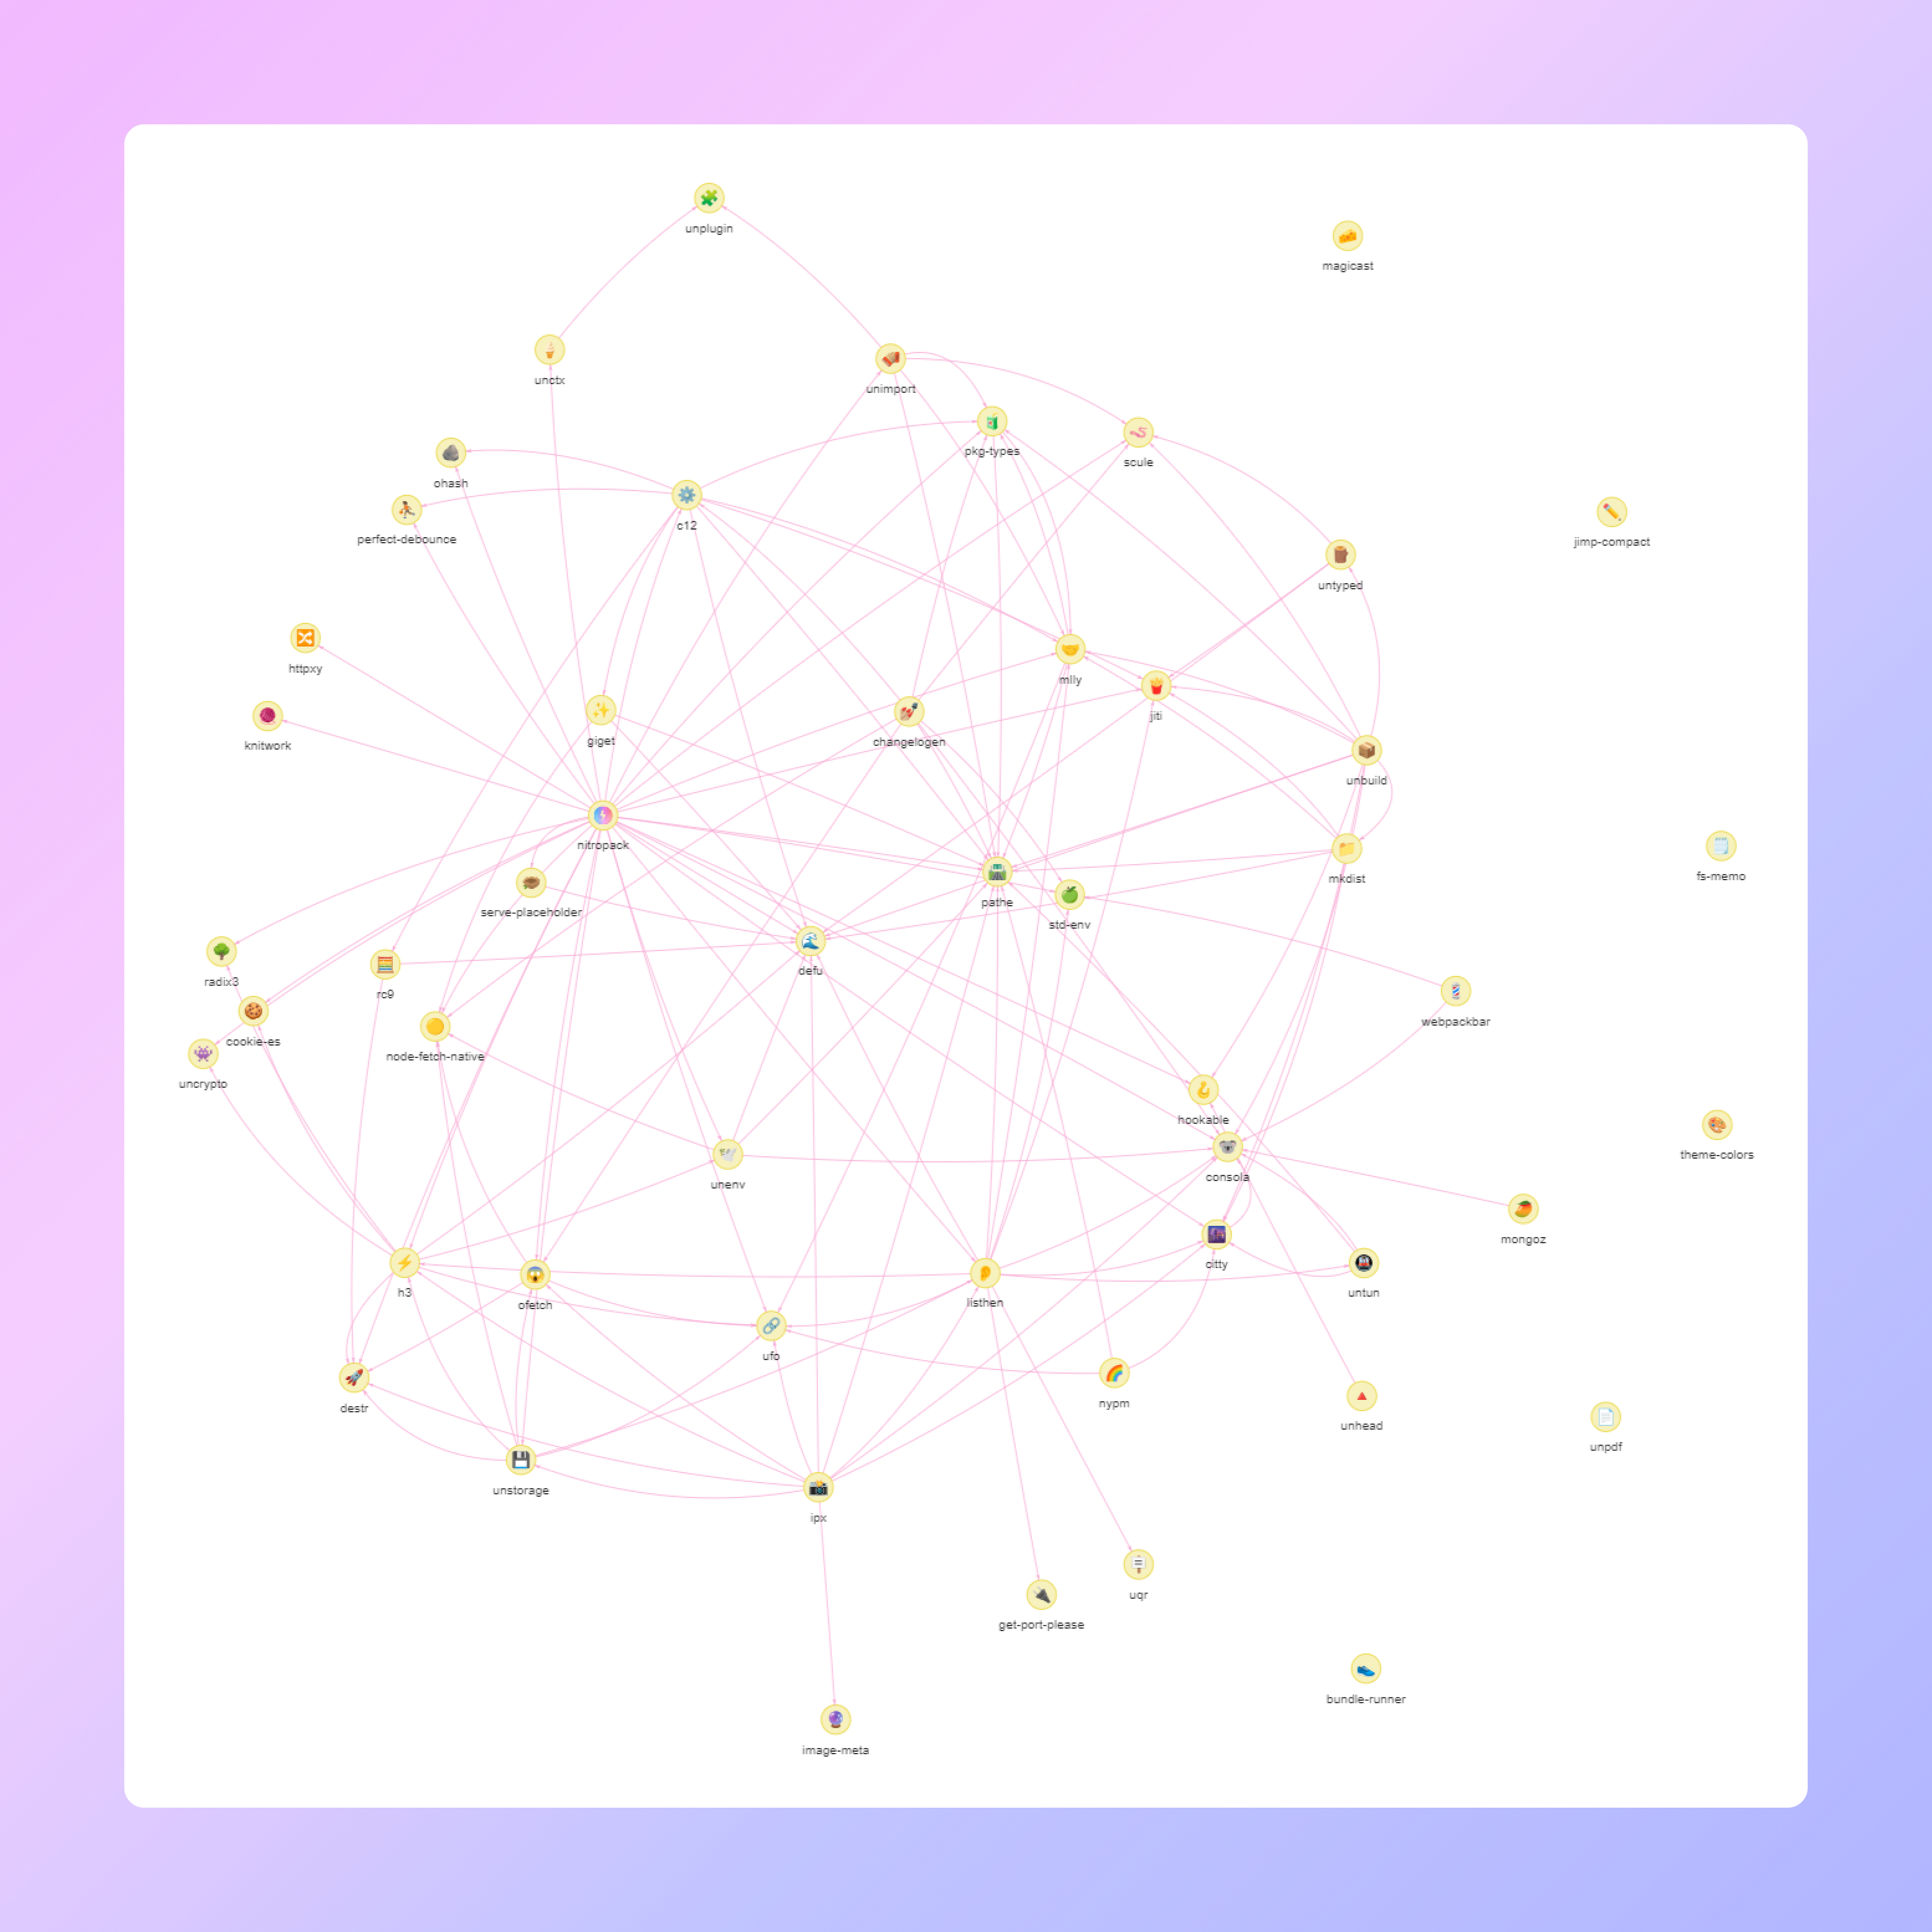 unplugin
magicast
unctx
unimport
pkg-types
scule
ohash
c12
perfect-debounce
jimp-compact
untyped
httpxy
mlly
jiti
knitwork
giget
changelogen
unbuild
nitropack
mkdist
fs-memo
serve-placeholder
pathe
std-env
defu
radix3
rc9
webpackbar
cookie-es
node-fetch-native
uncrypto
hookable
theme-colors
consola
unenv
mongoz
citty
h3
ofetch
listhen
untun
ufo
destr
nypm
unhead
unpdf
unstorage
ipx
uqr
get-port-please
bundle-runner
image-meta